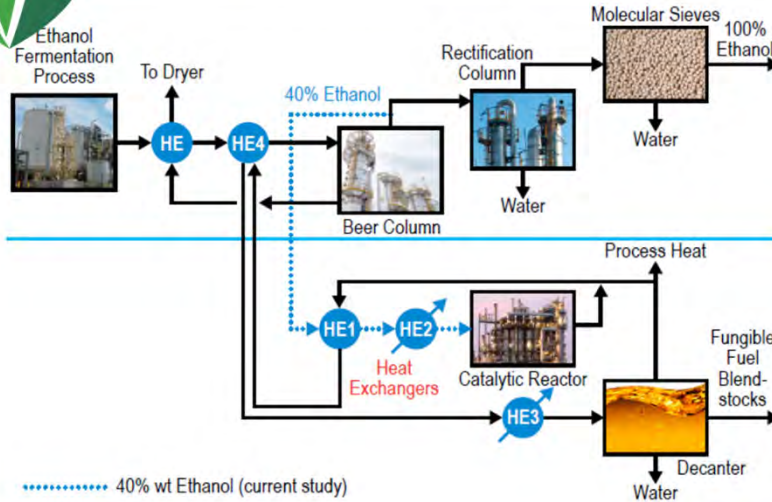 Ethanol
Fermentation
Process
To Dryer
HE
HE4
40% Ethanol
Beer Column
Rectification
Column
Water
Molecular Sieves
Water
100%
Ethanol
Process Heat
HE1
HE2
Heat
Exchangers
Catalytic Reactor
HE3
Fungible
Fuel
Blend-
stocks
Decanter
Water
40% wt Ethanol (current study)